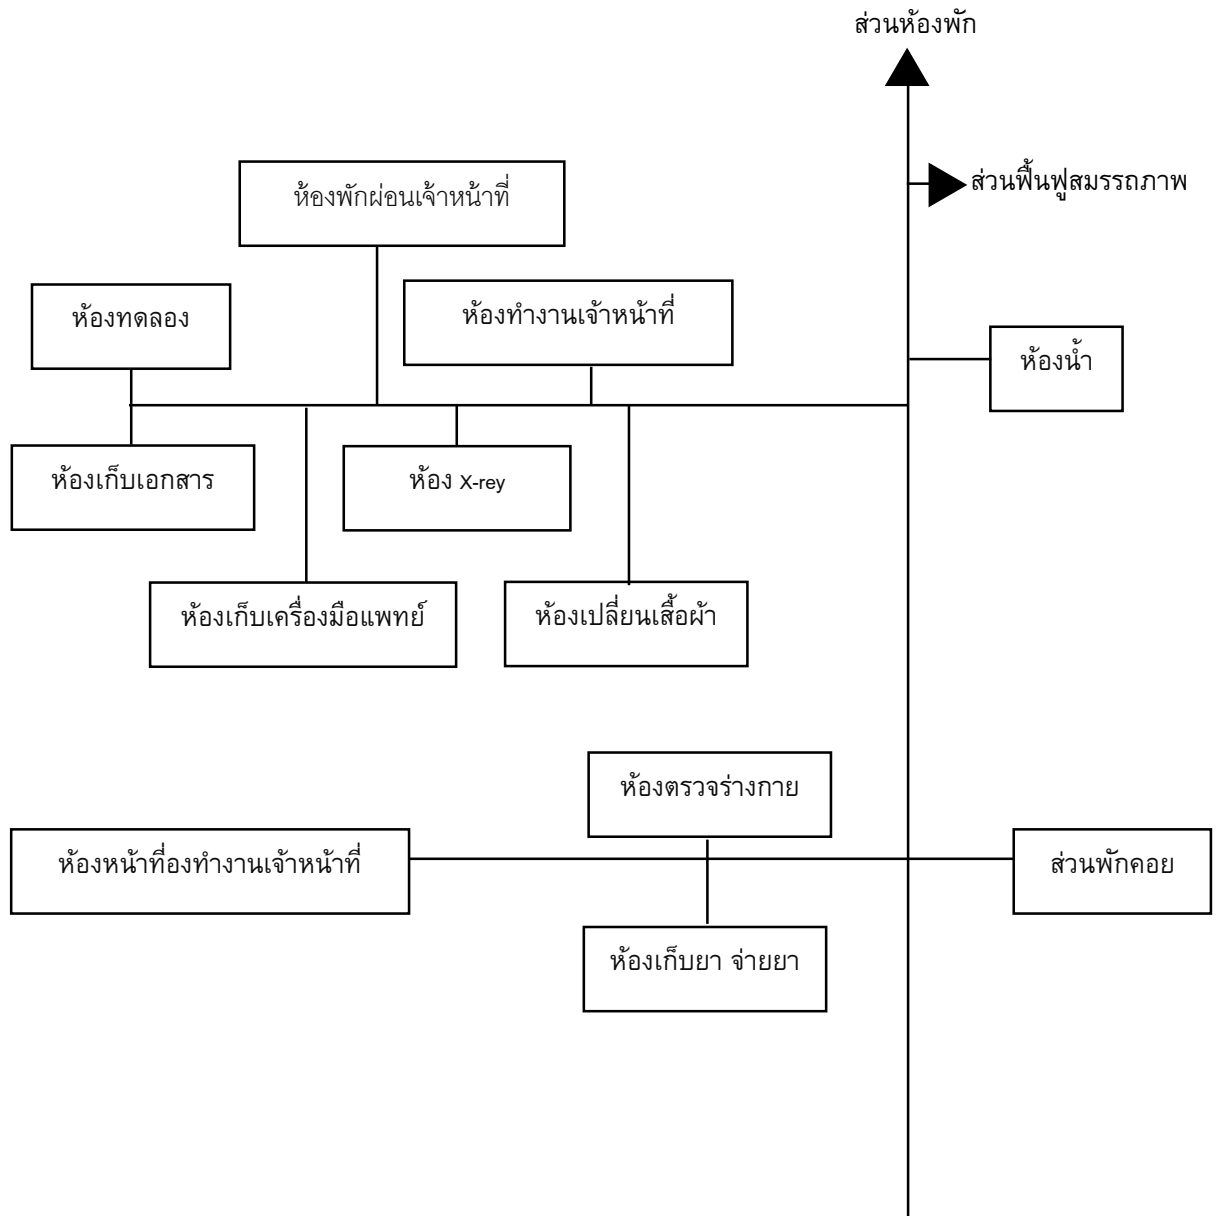 ส่วนห้องพัก
ส่วนฟื้นฟูสมรรถภาพ
ห้องพักผ่อนเจ้าหน้าที่
ห้องทดลอง
ห้องทำงานเจ้าหน้าที่
ห้องน้ำ
ห้องเก็บเอกสาร
ห้อง X-rey
ห้องเก็บเครื่องมือแพทย์
ห้องเปลี่ยนเสื้อผ้า
ห้องตรวจร่างกาย
ห้องหน้าที่องทำงานเจ้าหน้าที่
ส่วนพักคอย
ห้องเก็บยา จ่ายยา